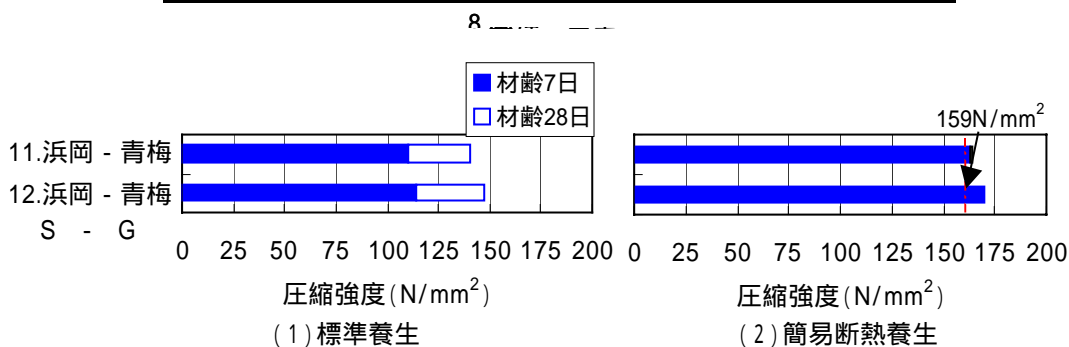 8
材齢7日
材齢28日
159N/mm²
11.浜岡 - 青梅
12.浜岡 - 青梅
S - G
0 25 50 75 100 125 150 175 200
0 25 50 75 100 125 150 175 200
圧縮強度(N/mm²)
圧縮強度(N/mm²)
(1)標準養生
(2)簡易断熱養生